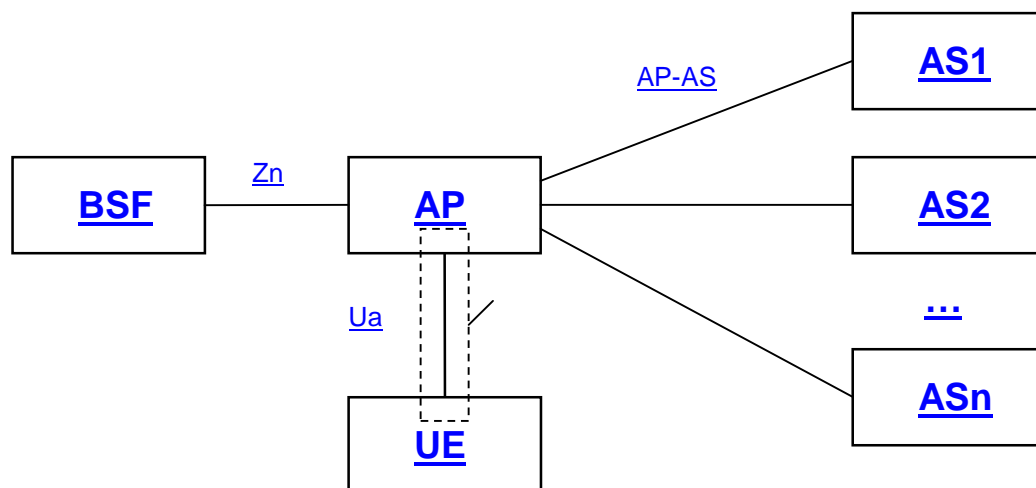 AS1
AP-AS
Zn
BSF
AP
AS2
...
Ua
ASn
UE